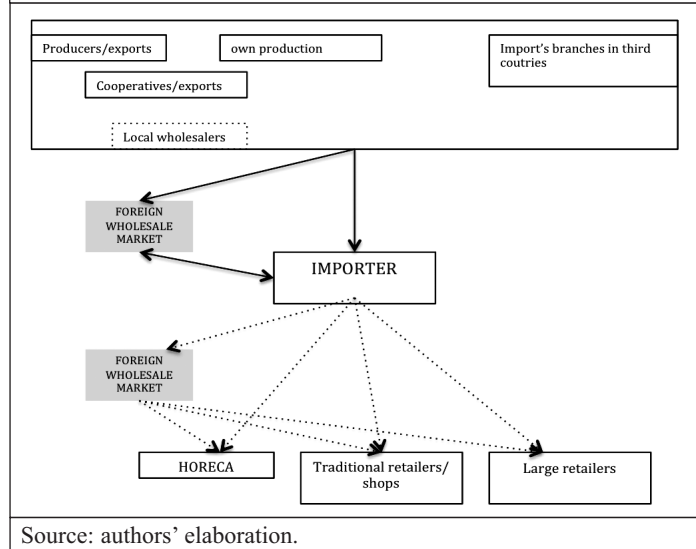 Producers/exports
own production
Import's branches in third
coutries
Cooperatives/exports
Local wholesalers
FOREIGN
WHOLESALE
MARKET
IMPORTER
FOREIGN
WHOLESALE
MARKET
HORECA
Traditional retailers/
shops
Large retailers
Source: authors' elaboration.